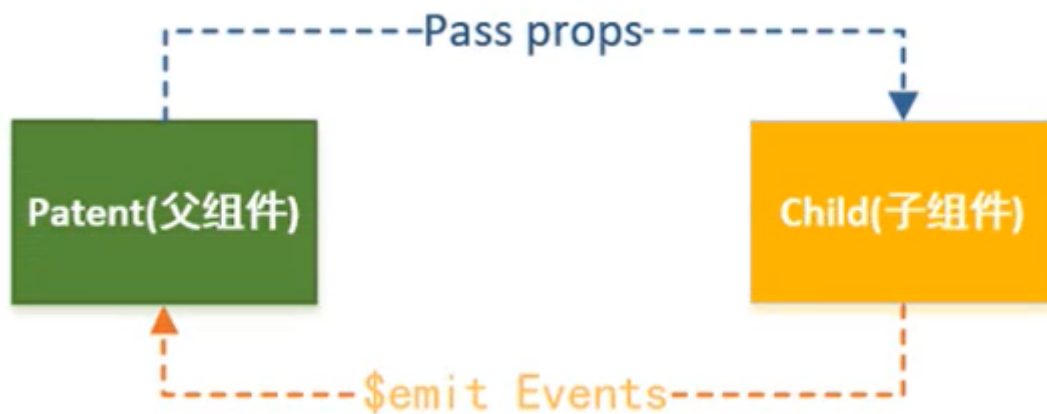 Pass props
Patent(父组件)
Child(子组件)
$emit Events